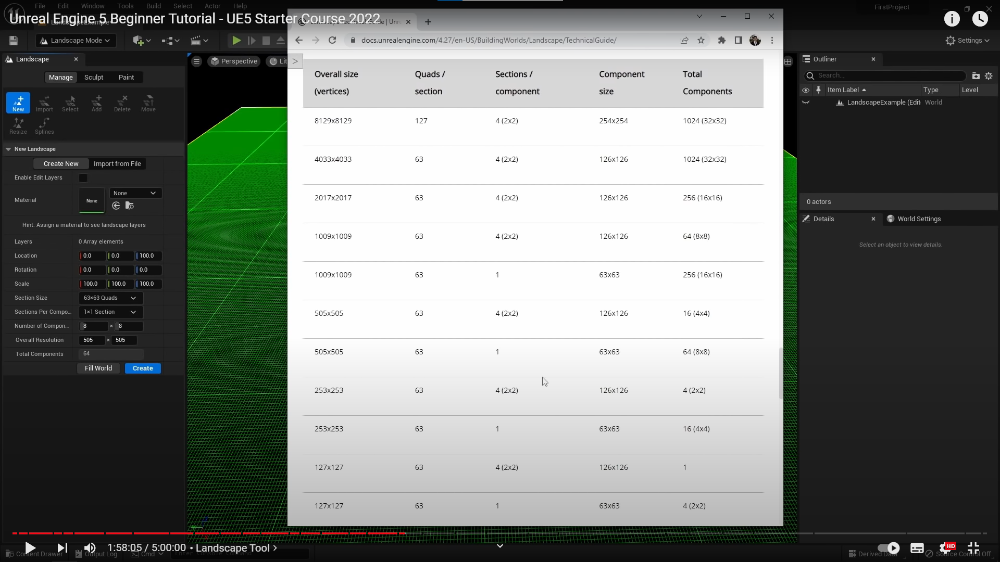 File Edit Window Tools Build Select Actor Help
FirstProject
Unreal Engine 5 Beginner Tutorial - UE5 Starter Course 2022
Landscape Mode
docs.unrealengine.com/4.27/en-US/BuildingWorlds/Landscape/TechnicalGuide/
Settings
Landscape
Manage Sculpt Paint
New Import Select Add Delete Move
Resize Splines
New Landscape
Create New Import from File
Enable Edit Layers
Material None None
Hint: Assign a material to see landscape layers
Layers 0 Array elements
Location 0.0 0.0 100.0
Rotation 0.0 0.0 0.0
Scale 100.0 100.0 100.0
Section Size 63×63 Quads
Sections Per Compo... 1×1 Section
Number of Compon... 8 × 8
Overall Resolution 505 × 505
Total Components 64
Fill World Create
Perspective Lit
>
Overall size (vertices) Quads / section Sections / component Component size Total Components
8129x8129 127 4 (2x2) 254x254 1024 (32x32)
4033x4033 63 4 (2x2) 126x126 1024 (32x32)
2017x2017 63 4 (2x2) 126x126 256 (16x16)
1009x1009 63 4 (2x2) 126x126 64 (8x8)
1009x1009 63 1 63x63 256 (16x16)
505x505 63 4 (2x2) 126x126 16 (4x4)
505x505 63 1 63x63 64 (8x8)
253x253 63 4 (2x2) 126x126 4 (2x2)
253x253 63 1 63x63 16 (4x4)
127x127 63 4 (2x2) 126x126 1
127x127 63 1 63x63 4 (2x2)
Outliner
Search...
Item Label Type Level
LandscapeExample (Edit World
0 actors
Details World Settings
Select an object to view details.
1:58:05 / 5:00:00 • Landscape Tool
HD
Content Drawer Output Log Cmd Enter Console Command
Derived Data Source Control Off